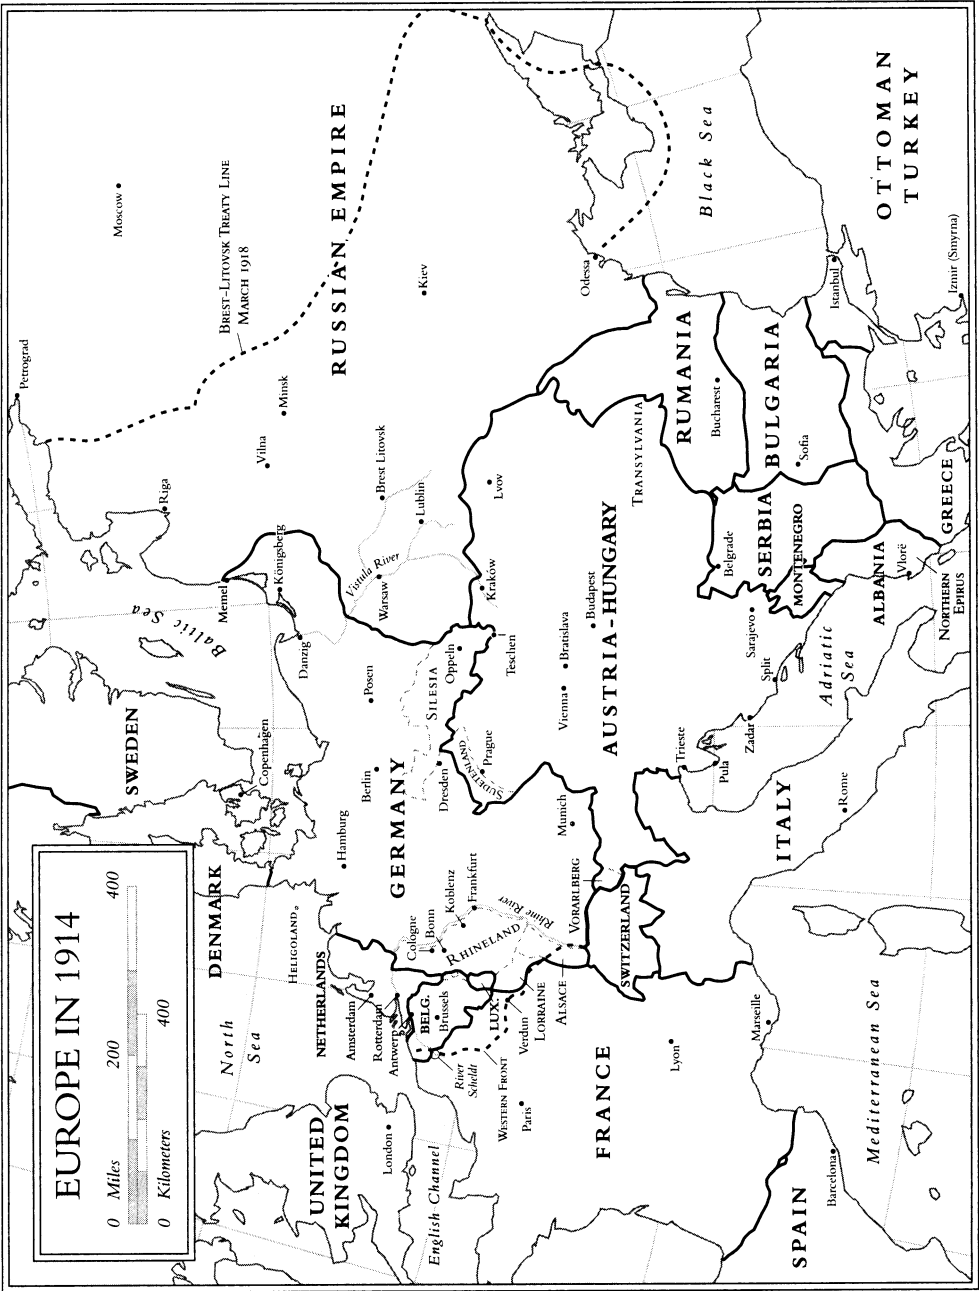 EUROPE IN 1914
0 Miles 200 400
0 Kilometers 400
Petrograd
Moscow
BREST–LITOVSK TREATY LINE
MARCH 1918
RUSSIAN EMPIRE
Kiev
Minsk
Vilna
Riga
Brest Litovsk
Lublin
Lvov
Odessa
Black Sea
OTTOMAN
TURKEY
Istanbul
Izmir (Smyrna)
SWEDEN
Baltic Sea
Memel
Königsberg
Danzig
Vistula River
Warsaw
Kraków
Teschen
Oppeln
SILESIA
Posen
Copenhagen
DENMARK
HELIGOLAND
North
Sea
Hamburg
Berlin
GERMANY
Dresden
SUDETENLAND
Prague
Munich
Cologne
Bonn
Koblenz
Frankfurt
RHINELAND
Rhine River
VORARLBERG
SWITZERLAND
NETHERLANDS
Amsterdam
Rotterdam
Antwerp
BELG.
Brussels
LUX.
Verdun
LORRAINE
ALSACE
River
Scheldt
WESTERN FRONT
Paris
FRANCE
Lyon
Marseille
UNITED
KINGDOM
London
English Channel
SPAIN
Barcelona
Mediterranean Sea
AUSTRIA-HUNGARY
Vienna
Bratislava
Budapest
TRANSYLVANIA
RUMANIA
Bucharest
BULGARIA
Sofia
Belgrade
SERBIA
MONTENEGRO
Sarajevo
Split
Zadar
Pula
Trieste
Adriatic
Sea
ITALY
Rome
ALBANIA
Vlorë
NORTHERN
EPIRUS
GREECE